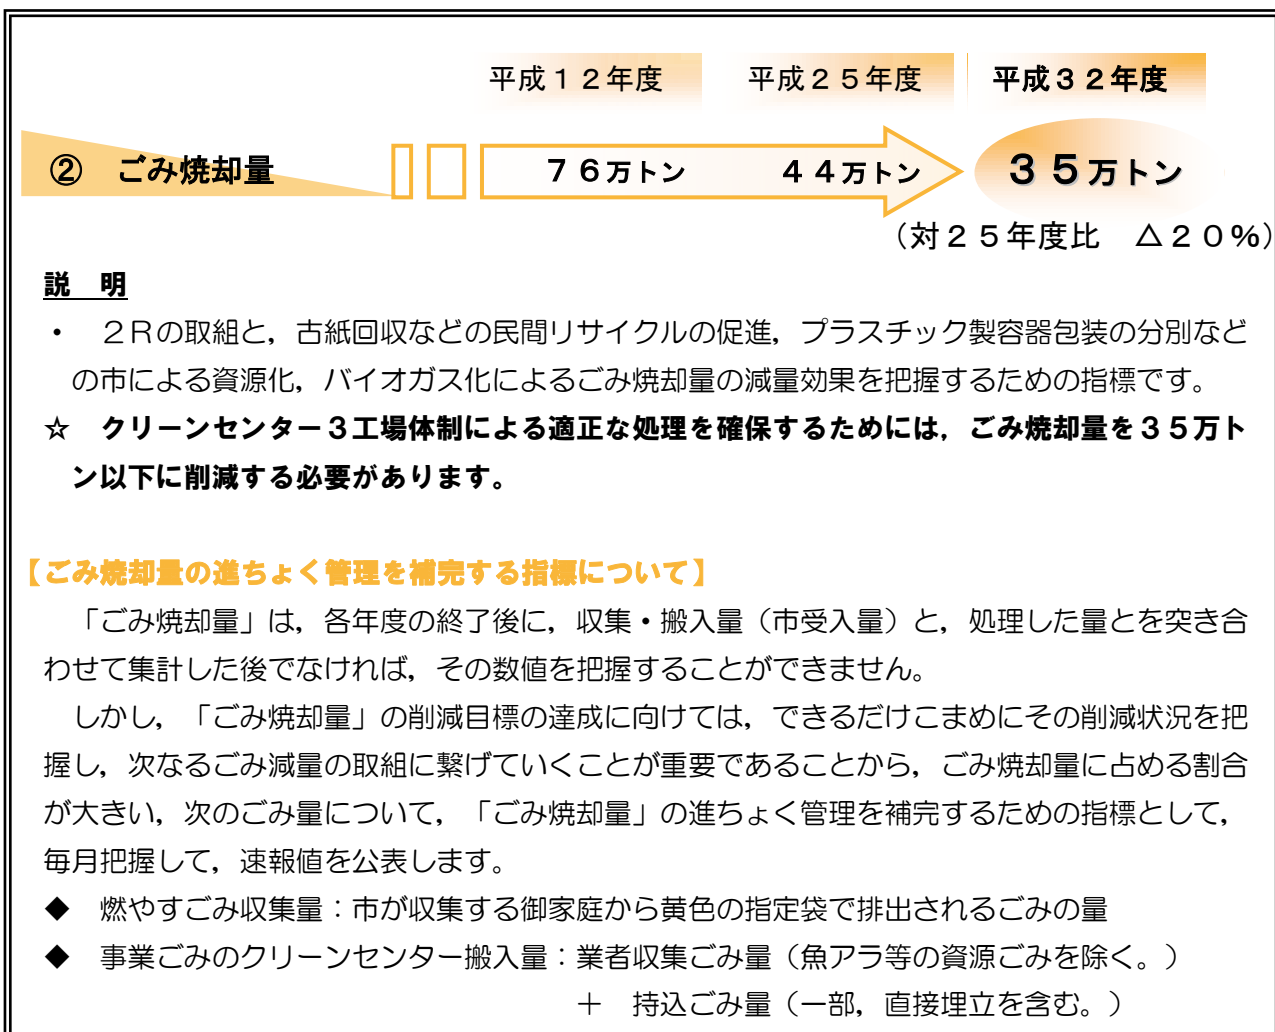 平成１２年度　平成２５年度　平成３２年度
②　ごみ焼却量　７６万トン　４４万トン　３５万トン
（対２５年度比　△２０％）
説　明
・　２Rの取組と，古紙回収などの民間リサイクルの促進，プラスチック製容器包装の分別など
の市による資源化，バイオガス化によるごみ焼却量の減量効果を把握するための指標です。
☆　クリーンセンター３工場体制による適正な処理を確保するためには，ごみ焼却量を３５万ト
ン以下に削減する必要があります。
【ごみ焼却量の進ちょく管理を補完する指標について】
「ごみ焼却量」は，各年度の終了後に，収集・搬入量（市受入量）と，処理した量とを突き合
わせて集計した後でなければ，その数値を把握することができません。
しかし，「ごみ焼却量」の削減目標の達成に向けては，できるだけこまめにその削減状況を把
握し，次なるごみ減量の取組に繋げていくことが重要であることから，ごみ焼却量に占める割合
が大きい，次のごみ量について，「ごみ焼却量」の進ちょく管理を補完するための指標として，
毎月把握して，速報値を公表します。
◆　燃やすごみ収集量：市が収集する御家庭から黄色の指定袋で排出されるごみの量
◆　事業ごみのクリーンセンター搬入量：業者収集ごみ量（魚アラ等の資源ごみを除く。）
＋　持込ごみ量（一部，直接埋立を含む。）